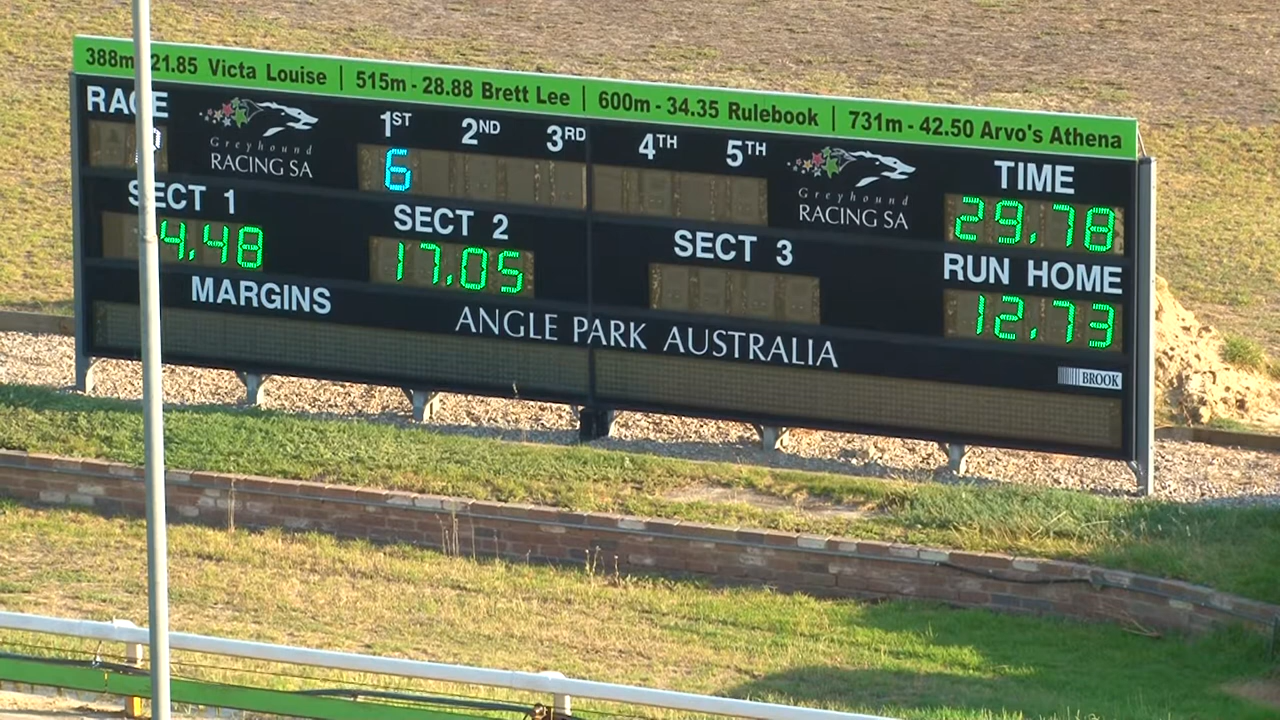 388m 21.85 Victa Louise | 515m - 28.88 Brett Lee | 600m - 34.35 Rulebook | 731m - 42.50 Arvo's Athena
RACE
Greyhound
RACING SA
1ST 2ND 3RD 4TH 5TH
6
Greyhound
RACING SA
TIME
29.78
SECT 1
4.48
SECT 2
17.05
SECT 3
RUN HOME
12.73
MARGINS
ANGLE PARK AUSTRALIA
BROOK